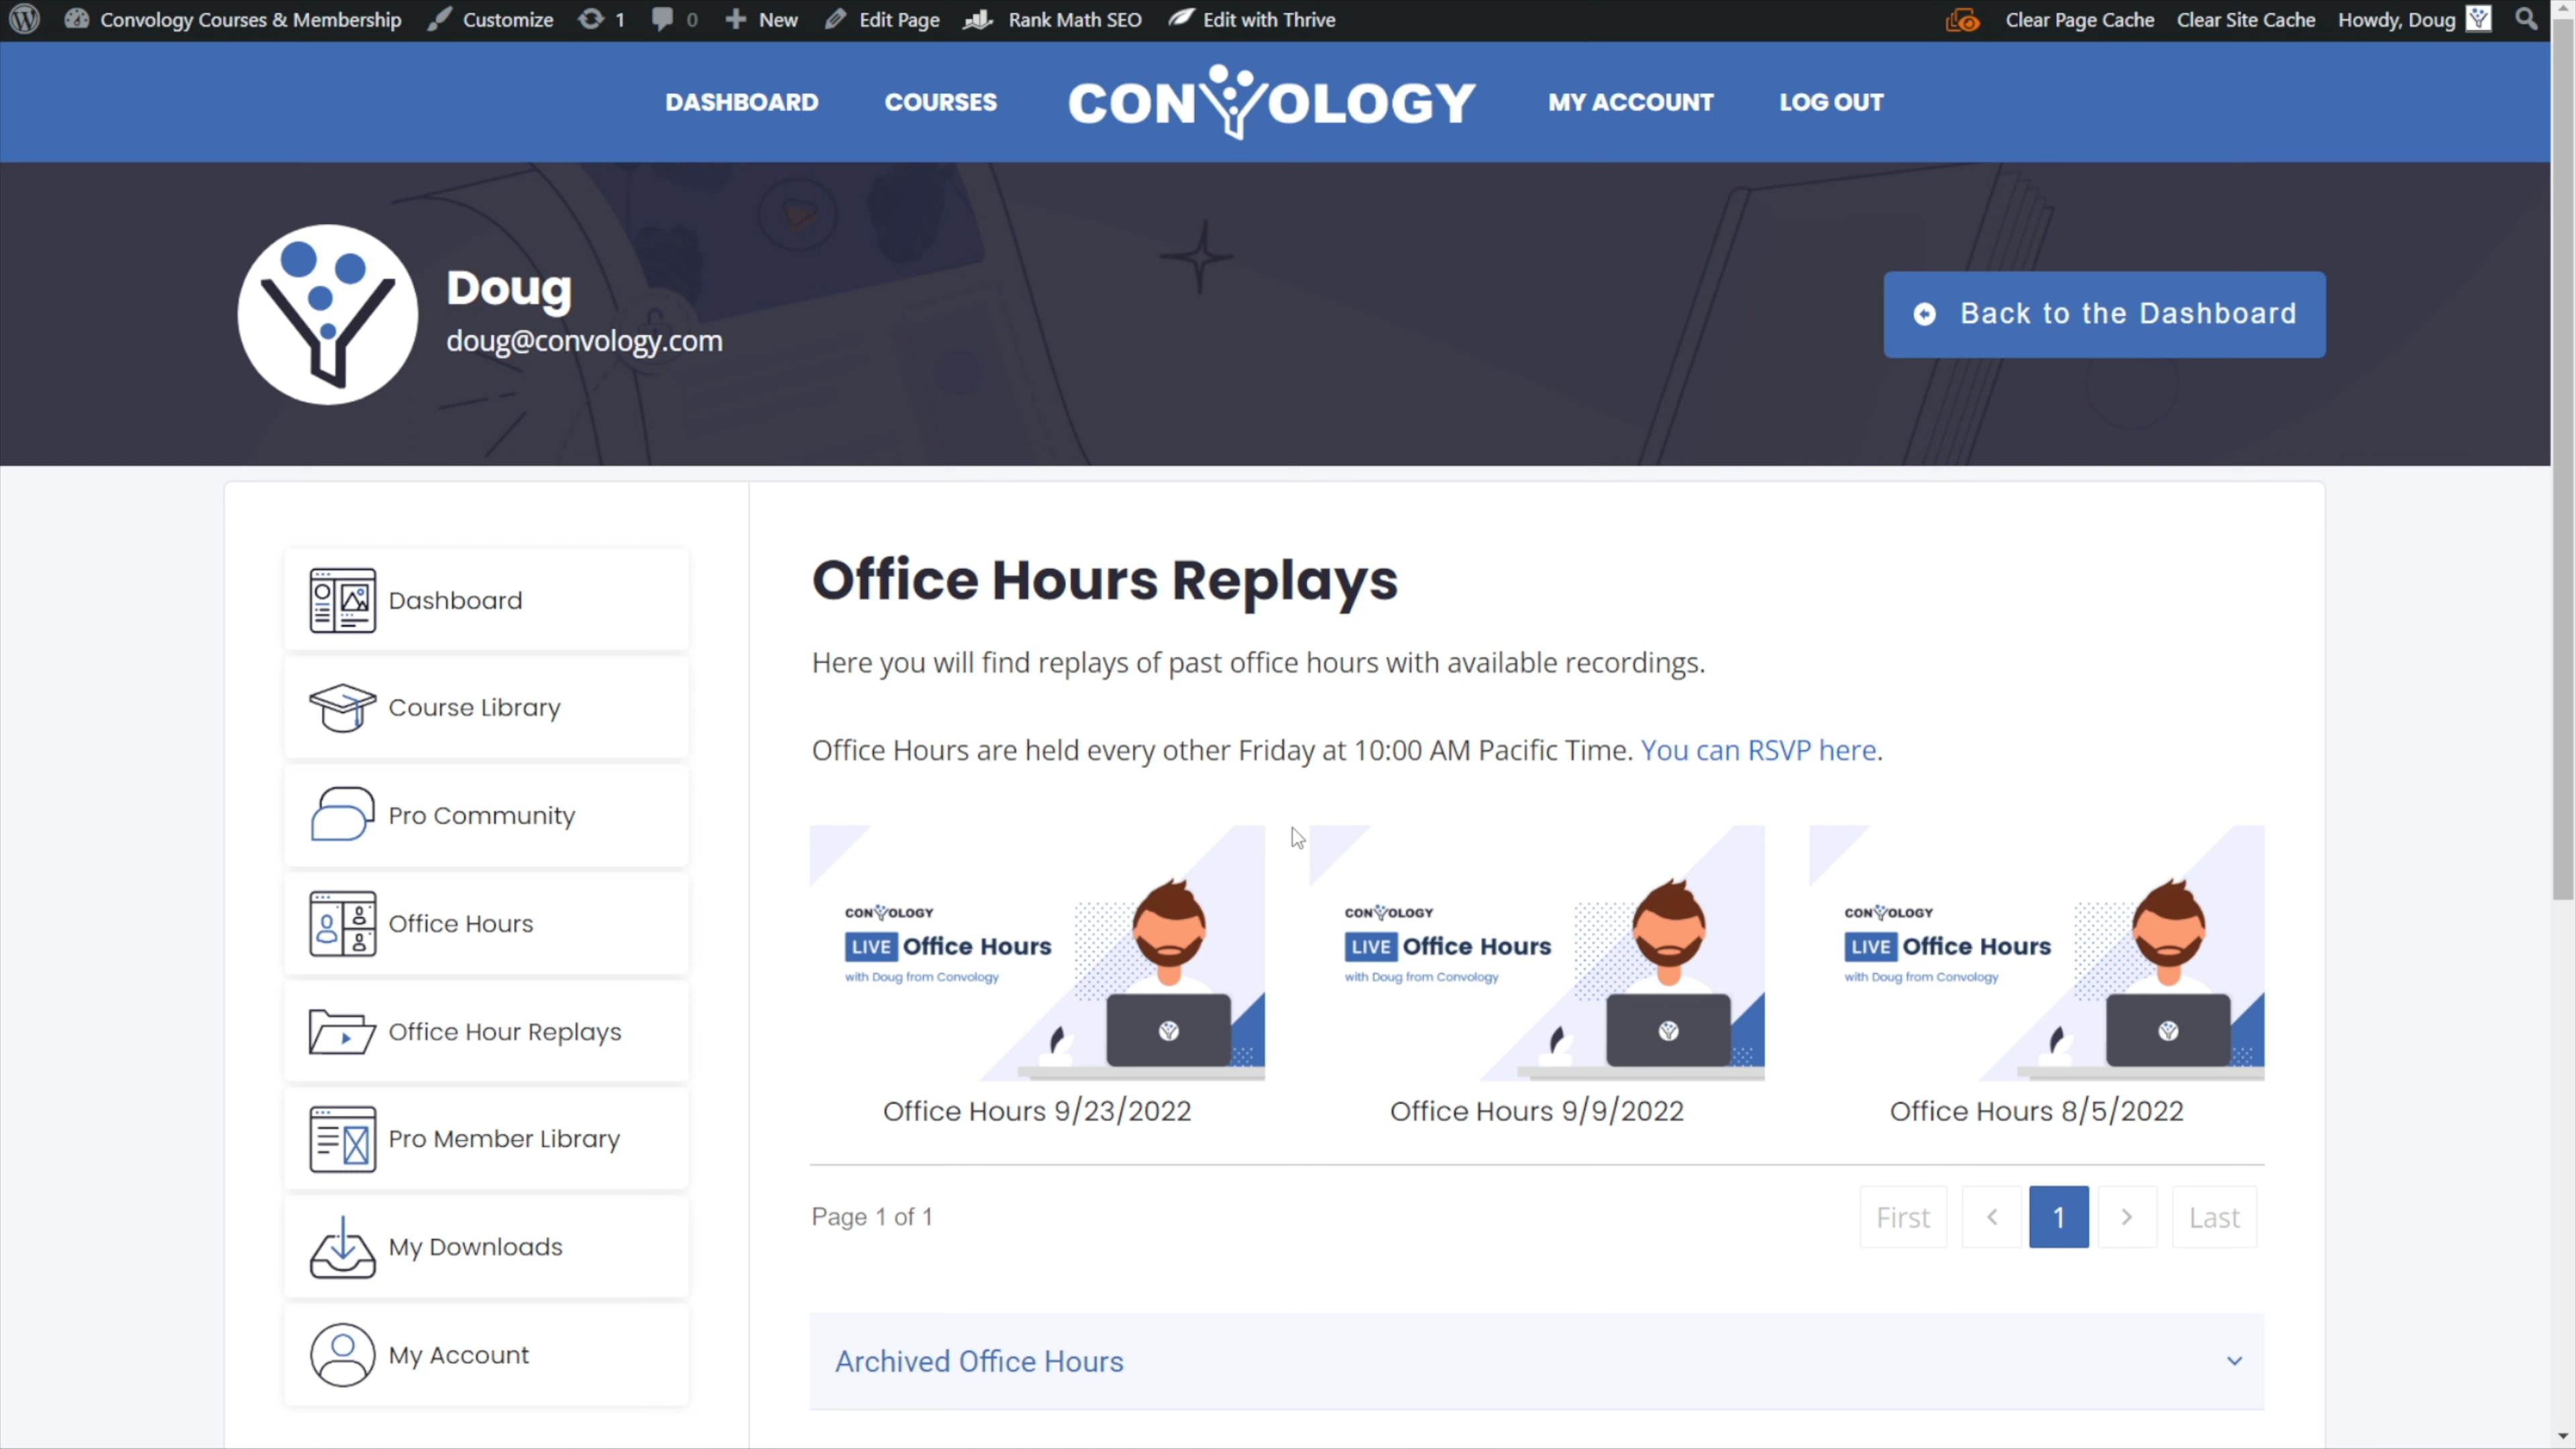 Convology Courses & Membership Customize 1 0 New Edit Page Rank Math SEO Edit with Thrive Clear Page Cache Clear Site Cache Howdy, Doug
DASHBOARD COURSES CONVOLOGY MY ACCOUNT LOG OUT
Doug
doug@convology.com
Back to the Dashboard
Dashboard
Course Library
Pro Community
Office Hours
Office Hour Replays
Pro Member Library
My Downloads
My Account
Office Hours Replays
Here you will find replays of past office hours with available recordings.
Office Hours are held every other Friday at 10:00 AM Pacific Time. You can RSVP here.
CONVOLOGY
LIVE Office Hours
with Doug from Convology
Office Hours 9/23/2022
CONVOLOGY
LIVE Office Hours
with Doug from Convology
Office Hours 9/9/2022
CONVOLOGY
LIVE Office Hours
with Doug from Convology
Office Hours 8/5/2022
Page 1 of 1
First < 1 > Last
Archived Office Hours